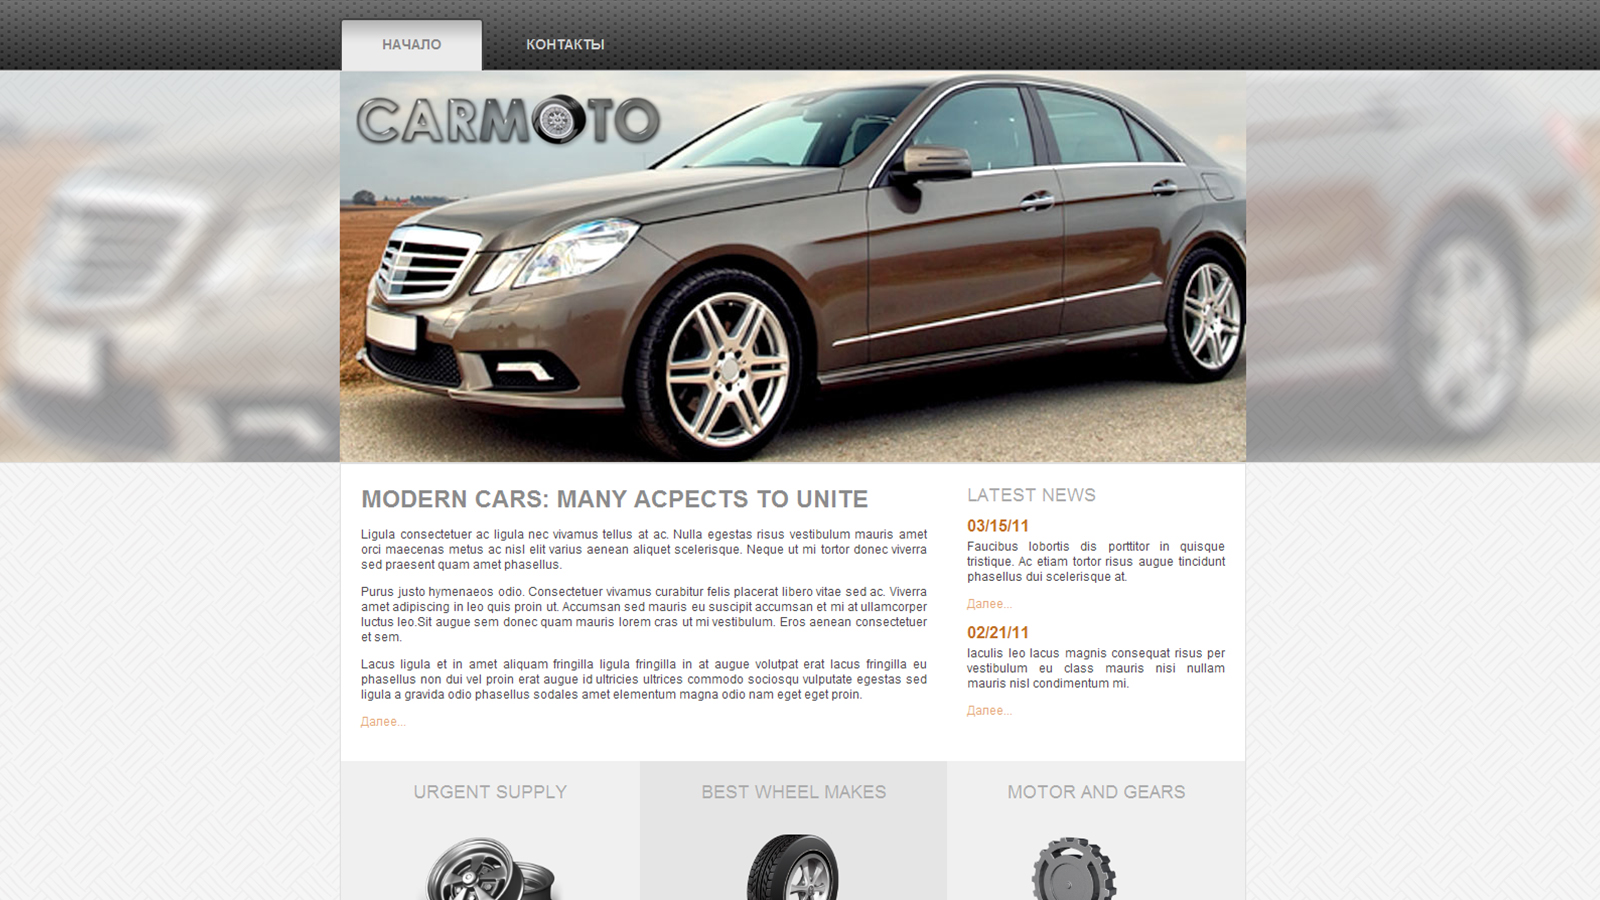 НАЧАЛО КОНТАКТЫ
CARMOTO
MODERN CARS: MANY ACPECTS TO UNITE
Ligula consectetuer ac ligula nec vivamus tellus at ac. Nulla egestas risus vestibulum mauris amet
orci maecenas metus ac nisl elit varius aenean aliquet scelerisque. Neque ut mi tortor donec viverra
sed praesent quam amet phasellus.
Purus justo hymenaeos odio. Consectetuer vivamus curabitur felis placerat libero vitae sed ac. Viverra
amet adipiscing in leo quis proin ut. Accumsan sed mauris eu suscipit accumsan et mi at ullamcorper
luctus leo.Sit augue sem donec quam mauris lorem cras ut mi vestibulum. Eros aenean consectetuer
et sem.
Lacus ligula et in amet aliquam fringilla ligula fringilla in at augue volutpat erat lacus fringilla eu
phasellus non dui vel proin erat augue id ultricies ultrices commodo sociosqu vulputate egestas sed
ligula a gravida odio phasellus sodales amet elementum magna odio nam eget eget proin.
Далее...
LATEST NEWS
03/15/11
Faucibus lobortis dis porttitor in quisque
tristique. Ac etiam tortor risus augue tincidunt
phasellus dui scelerisque at.
Далее...
02/21/11
Iaculis leo lacus magnis consequat risus per
vestibulum eu class mauris nisi nullam
mauris nisl condimentum mi.
Далее...
URGENT SUPPLY
BEST WHEEL MAKES
MOTOR AND GEARS